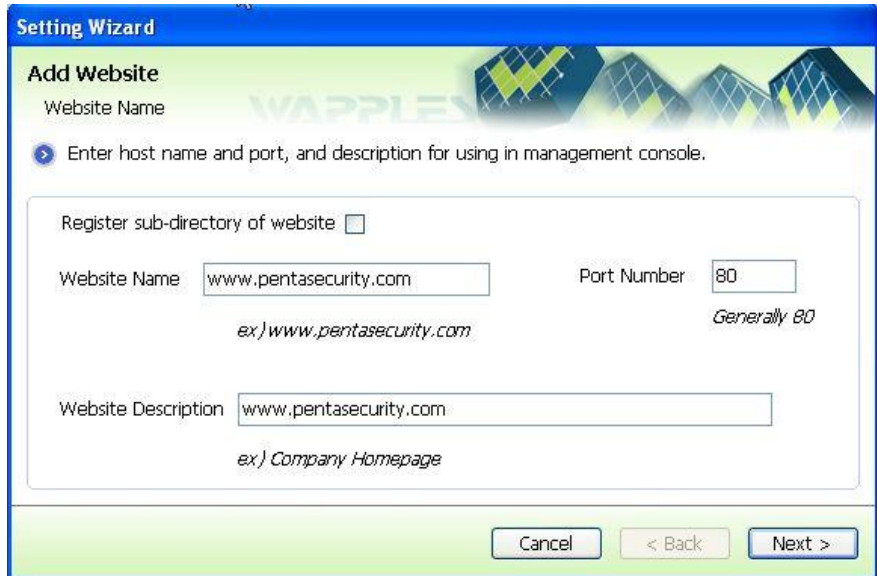 Setting Wizard
Add Website
Website Name
WAPPLES
Enter host name and port, and description for using in management console.
Register sub-directory of website
Website Name www.pentasecurity.com Port Number 80
ex) www.pentasecurity.com Generally 80
Website Description www.pentasecurity.com
ex) Company Homepage
Cancel < Back Next >